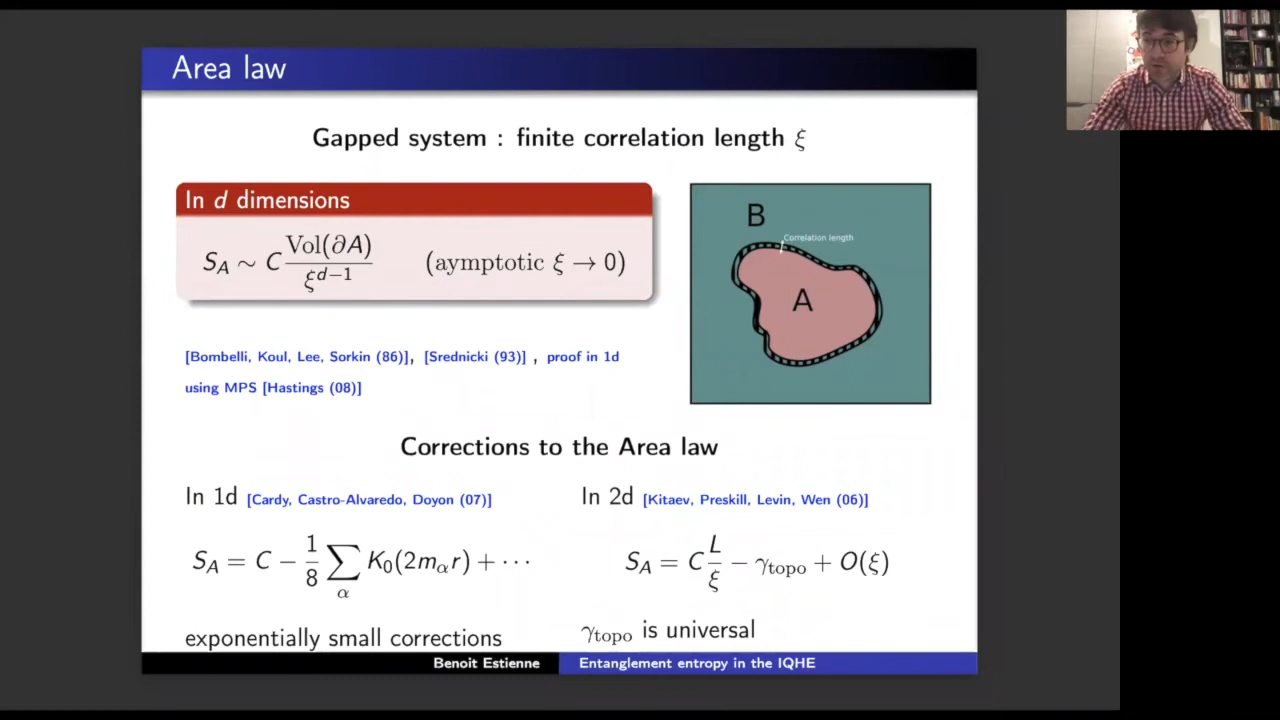 Area law
Gapped system : finite correlation length ξ
In d dimensions
S_A ∼ C Vol(∂A)/ξ^{d−1} (aymptotic ξ → 0)
B
Correlation length
A
[Bombelli, Koul, Lee, Sorkin (86)], [Srednicki (93)] , proof in 1d
using MPS [Hastings (08)]
Corrections to the Area law
In 1d [Cardy, Castro-Alvaredo, Doyon (07)]
S_A = C − 1/8 ∑_α K_0(2m_α r) + ⋯
exponentially small corrections
In 2d [Kitaev, Preskill, Levin, Wen (06)]
S_A = C L/ξ − γ_topo + O(ξ)
γ_topo is universal
Benoit Estienne
Entanglement entropy in the IQHE